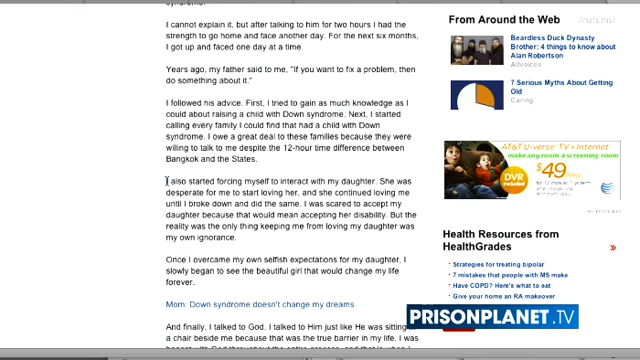 syndrome.
I cannot explain it, but after talking to him for two hours I had the
strength to go home and face another day. For the next six months,
I got up and faced one day at a time.
Years ago, my father said to me, "If you want to fix a problem, then
do something about it."
I followed his advice. First, I tried to gain as much knowledge as I
could about raising a child with Down syndrome. Next, I started
calling every family I could find that had a child with Down
syndrome. I owe a great deal to these families because they were
willing to talk to me despite the 12-hour time difference between
Bangkok and the States.
I also started forcing myself to interact with my daughter. She was
desperate for me to start loving her, and she continued loving me
until I broke down and did the same. I was scared to accept my
daughter because that would mean accepting her disability. But the
reality was the only thing keeping me from loving my daughter was
my own ignorance.
Once I overcame my own selfish expectations for my daughter, I
slowly began to see the beautiful girl that would change my life
forever.
Mom: Down syndrome doesn't change my dreams
And finally, I talked to God. I talked to Him just like He was sitting in
a chair beside me because that was the true barrier in my life. I was
From Around the Web
What's this?
Beardless Duck Dynasty
Brother: 4 things to know about
Alan Robertson
Allvoices
7 Serious Myths About Getting
Old
Caring
AT&T U-verse TV + Internet
make any room a screening room
DVR
INCLUDED
$49
at&t
Health Resources from
HealthGrades
»
Strategies for treating bipolar
7 mistakes that people with MS make
Have COPD? Here's what to eat
Give your home an RA makeover
PRISONPLANET.TV